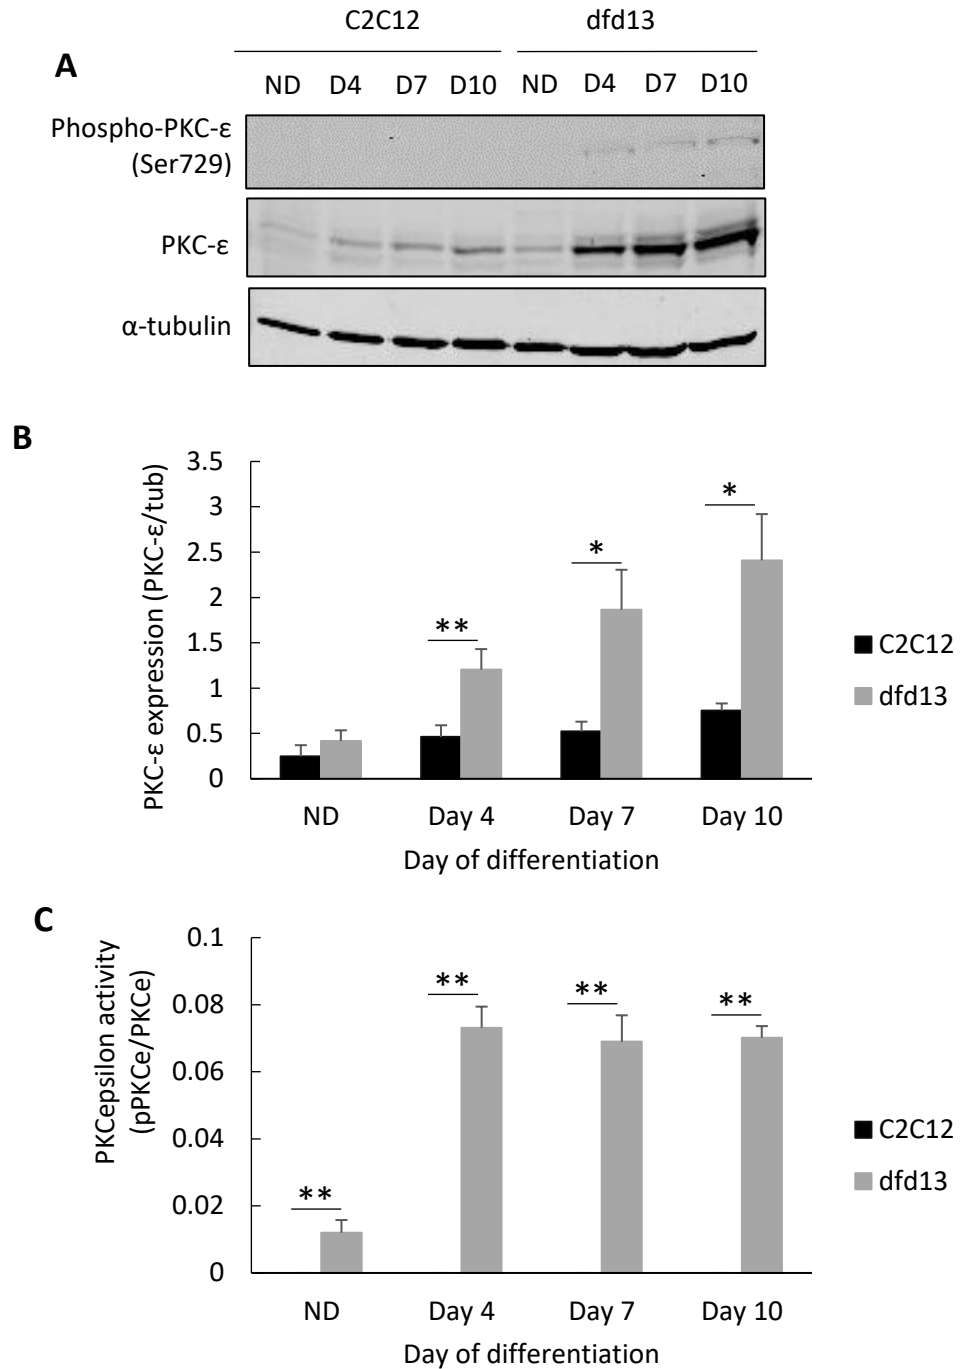 C2C12 dfd13
A
ND D4 D7 D10 ND D4 D7 D10
Phospho-PKC-ε
(Ser729)
PKC-ε
α-tubulin
B
PKC-ε expression (PKC-ε/tub)
3.5
3
2.5
2
1.5
1
0.5
0
**
*
*
C2C12
dfd13
ND Day 4 Day 7 Day 10
Day of differentiation
C
PKCepsilon activity
(pPKCe/PKCe)
0.1
0.08
0.06
0.04
0.02
0
**
**
**
**
C2C12
dfd13
ND Day 4 Day 7 Day 10
Day of differentiation